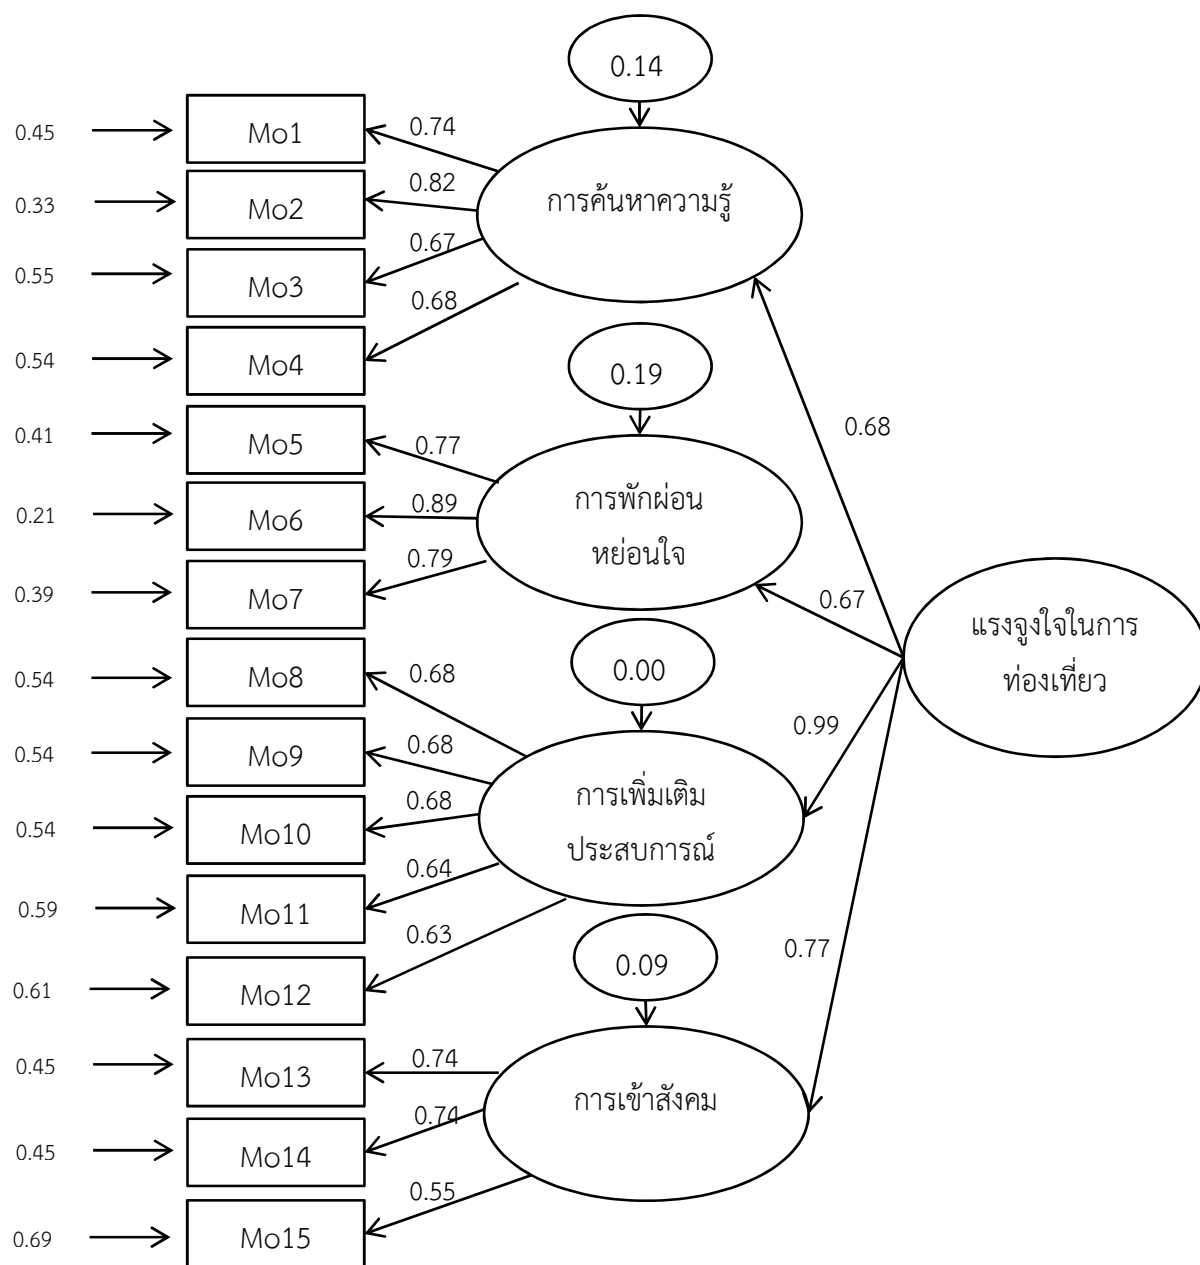 0.14
0.45
Mo1
0.74
การค้นหาความรู้
0.33
Mo2
0.82
0.55
Mo3
0.67
0.54
Mo4
0.68
0.19
0.41
Mo5
0.77
0.68
การพักผ่อน
หย่อนใจ
0.21
Mo6
0.89
0.39
Mo7
0.79
0.67
แรงจูงใจในการ
ท่องเที่ยว
0.00
0.54
Mo8
0.68
0.99
0.54
Mo9
0.68
การเพิ่มเติม
ประสบการณ์
0.54
Mo10
0.68
0.59
Mo11
0.64
0.61
Mo12
0.63
0.77
0.09
0.45
Mo13
0.74
การเข้าสังคม
0.45
Mo14
0.74
0.69
Mo15
0.55